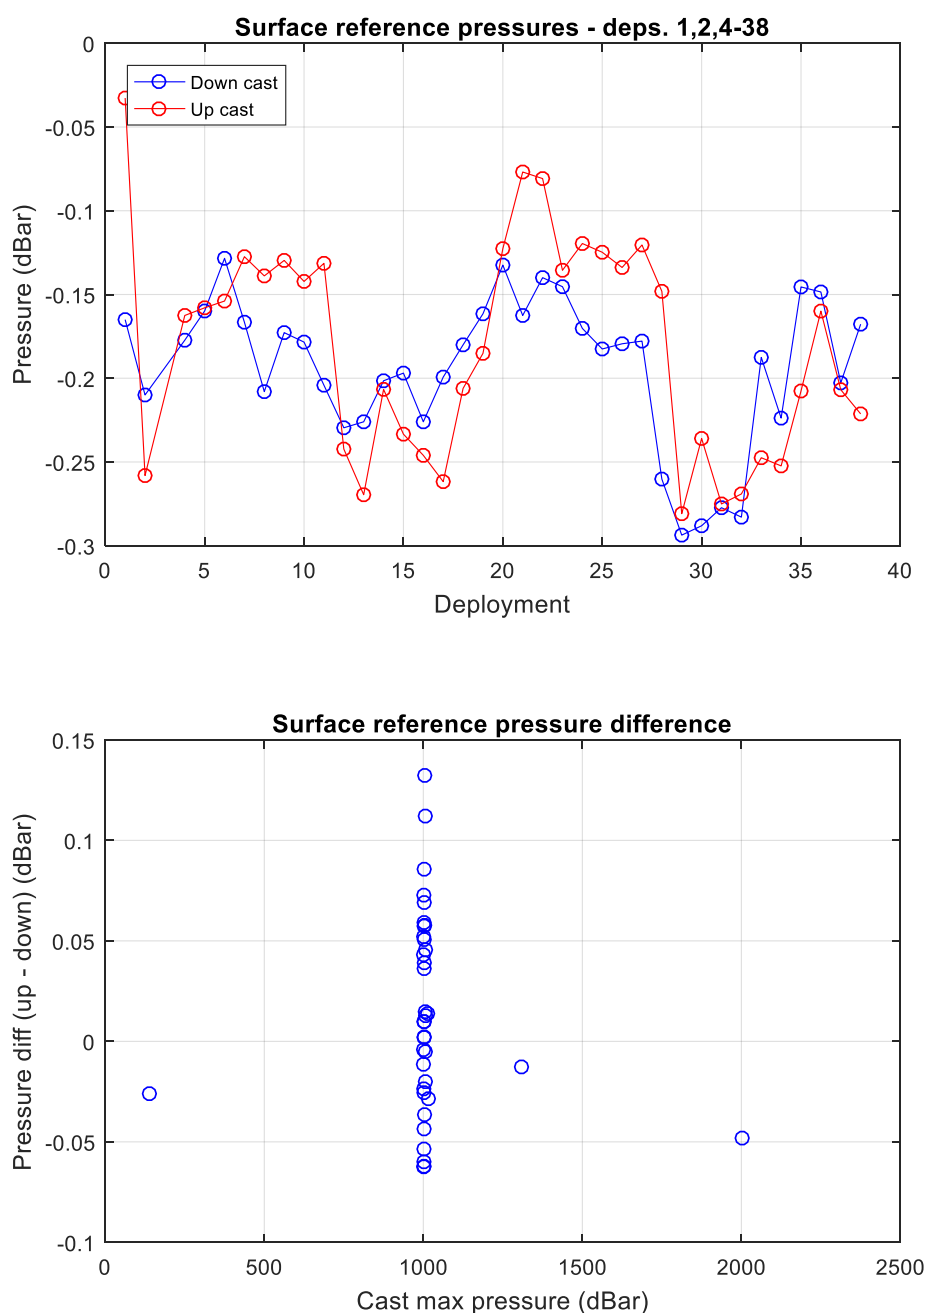 Surface reference pressures - deps. 1,2,4-38
0
-0.05
-0.1
-0.15
-0.2
-0.25
-0.3
Pressure (dBar)
Down cast
Up cast
0 5 10 15 20 25 30 35 40
Deployment
Surface reference pressure difference
0.15
0.1
0.05
0
-0.05
-0.1
Pressure diff (up - down) (dBar)
0 500 1000 1500 2000 2500
Cast max pressure (dBar)